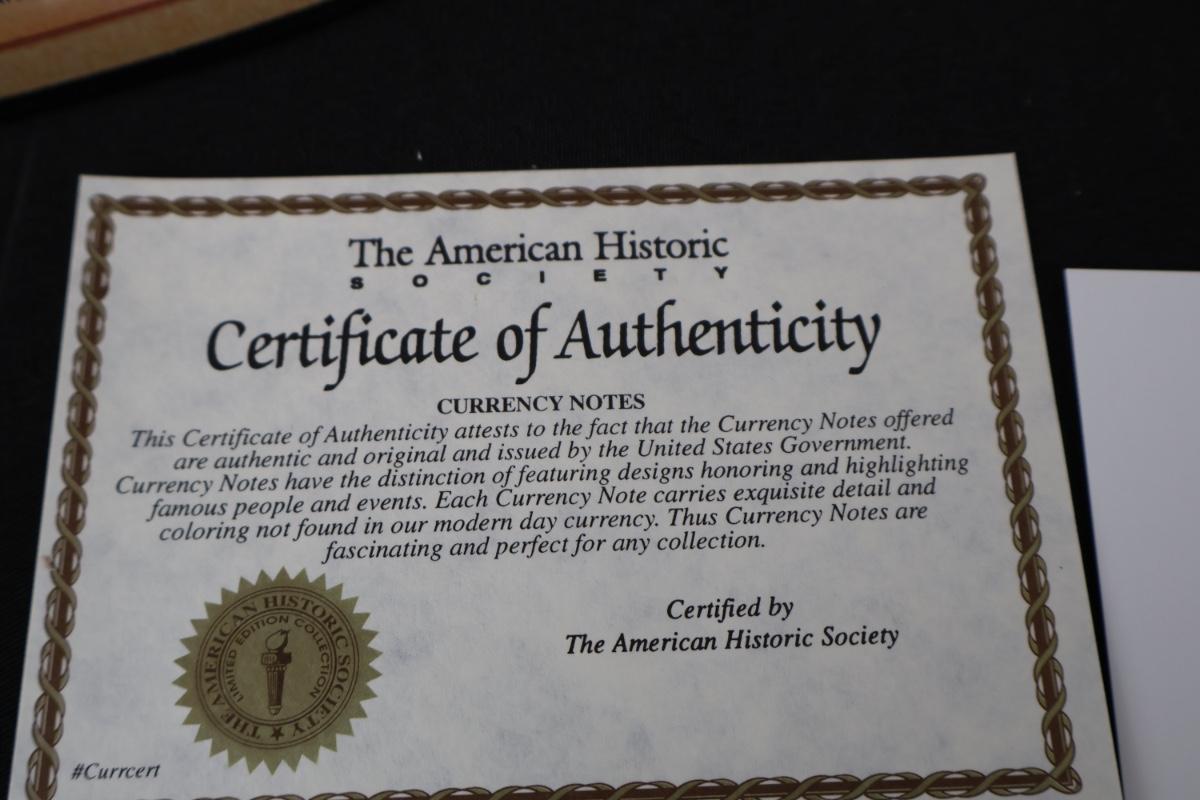 The American Historic
SOCIETY
Certificate of Authenticity
CURRENCY NOTES
This Certificate of Authenticity attests to the fact that the Currency Notes offered
are authentic and original and issued by the United States Government.
Currency Notes have the distinction of featuring designs honoring and highlighting
famous people and events. Each Currency Note carries exquisite detail and
coloring not found in our modern day currency. Thus Currency Notes are
fascinating and perfect for any collection.
THE AMERICAN HISTORIC SOCIETY ★
LIMITED EDITION COLLECTION
Certified by
The American Historic Society
#Currcert